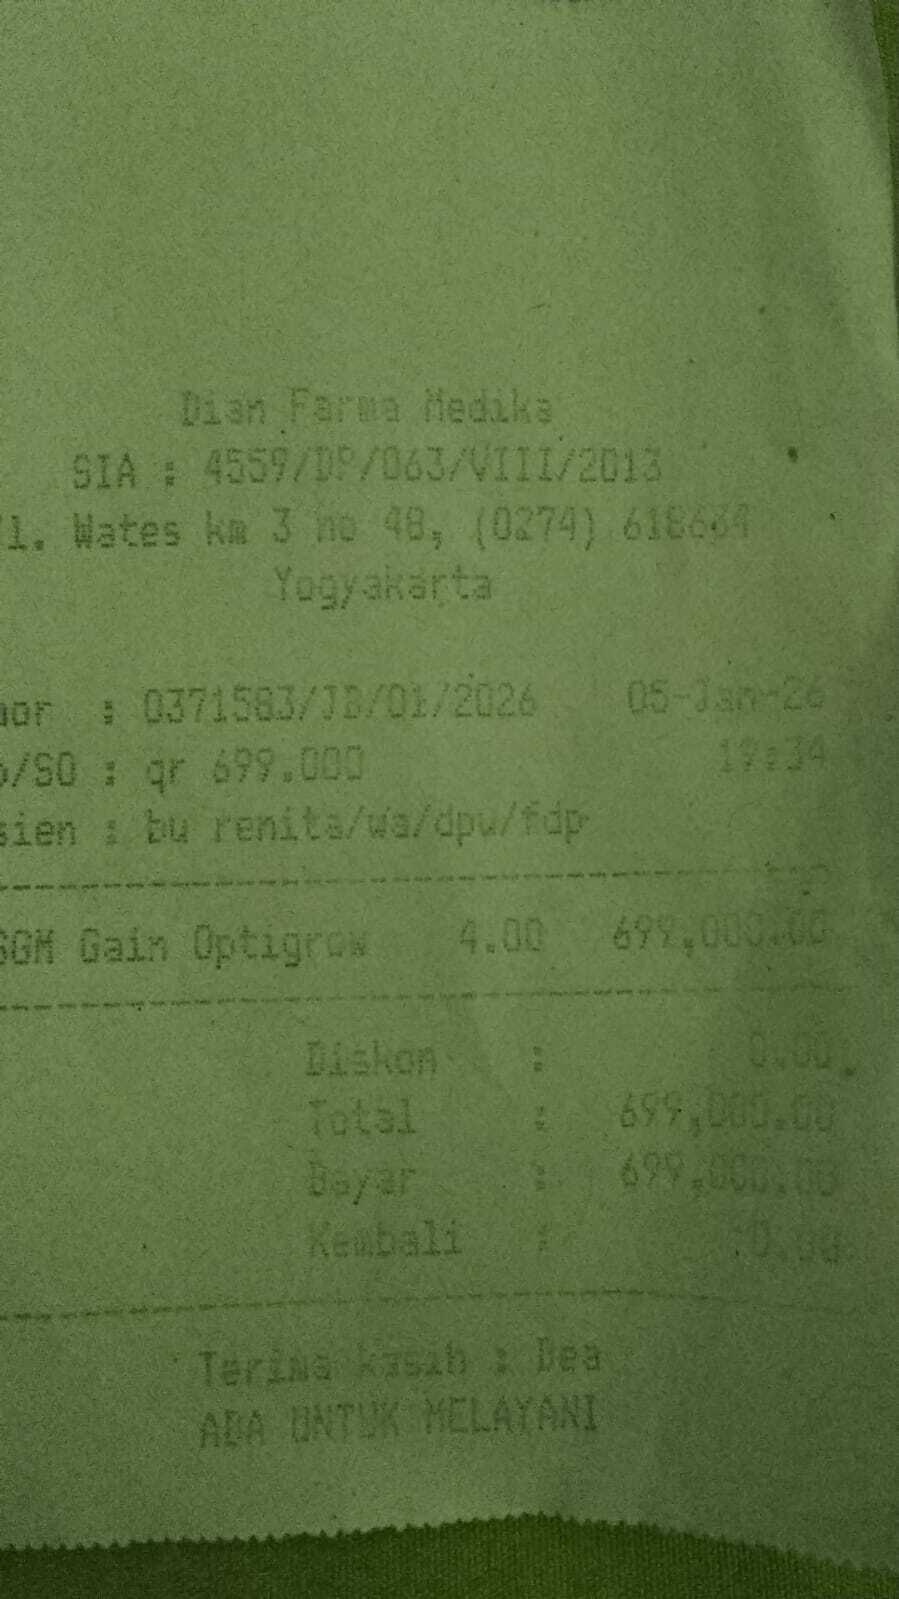 Dian Farma Medika
SIA : 4559/DP/063/VIII/2013
l. Wates km 3 no 48, (0274) 618664
Yogyakarta
mor : 0371583/JB/01/2026 05-Jan-26
o/SO : qr 699.000 19:34
sien : bu renita/wa/dpw/fdp
SGM Gain Optigrow 4.00 699,000.00
Diskon : 0.00
Total : 699,000.00
Bayar : 699,000.00
Kembali : 0.00
Terima kasih : Dea
ADA UNTUK MELAYANI